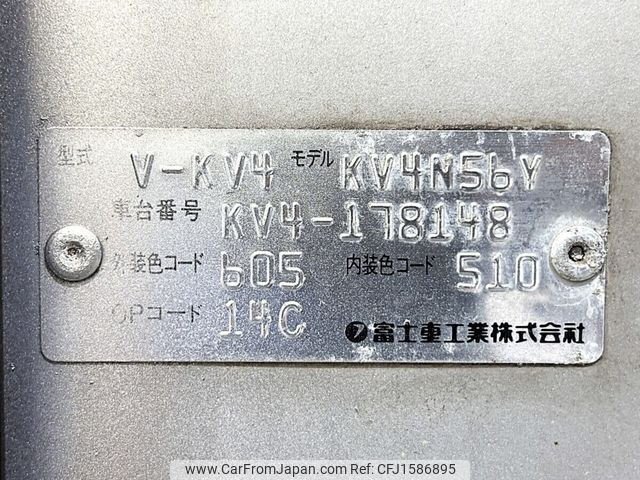 型式 V-KV4 モデル KV4N56Y
車台番号 KV4-178148
外装色コード 605 内装色コード 510
OPコード 14C 富士重工業株式会社
www.CarFromJapan.com | CFJ1586895